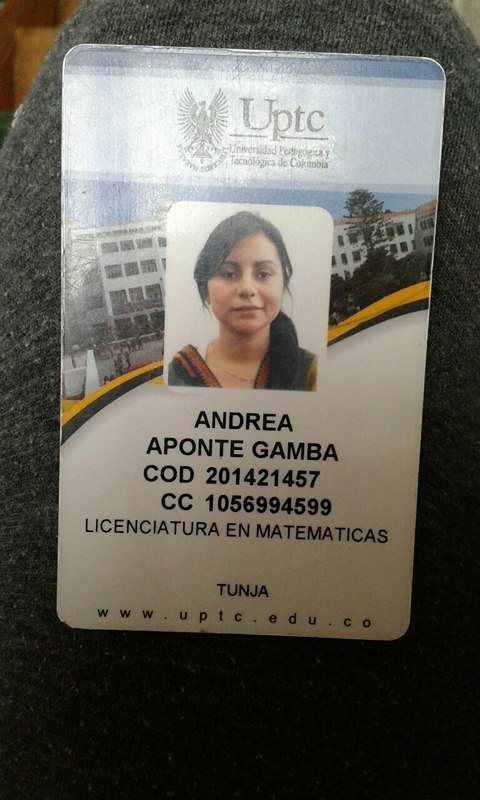 Uptc
Universidad Pedagógica y
Tecnológica de Colombia
ANDREA
APONTE GAMBA
COD 201421457
CC 1056994599
LICENCIATURA EN MATEMATICAS
TUNJA
www.uptc.edu.co